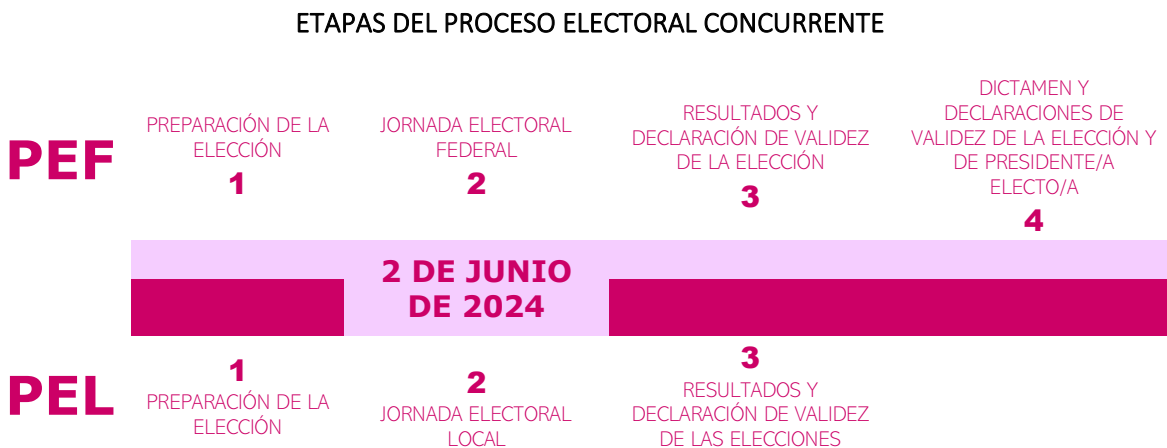 ETAPAS DEL PROCESO ELECTORAL CONCURRENTE
PEF
PREPARACIÓN DE LA
ELECCIÓN
1
JORNADA ELECTORAL
FEDERAL
2
RESULTADOS Y
DECLARACIÓN DE VALIDEZ
DE LA ELECCIÓN
3
DICTAMEN Y
DECLARACIONES DE
VALIDEZ DE LA ELECCIÓN Y
DE PRESIDENTE/A
ELECTO/A
4
2 DE JUNIO
DE 2024
PEL
1
PREPARACIÓN DE LA
ELECCIÓN
2
JORNADA ELECTORAL
LOCAL
3
RESULTADOS Y
DECLARACIÓN DE VALIDEZ
DE LAS ELECCIONES